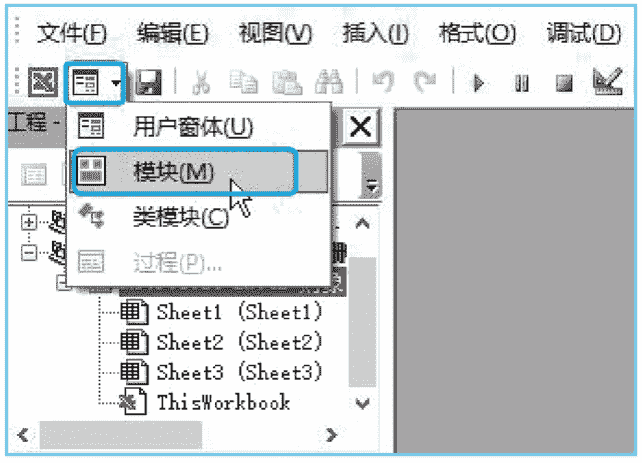 文件(F) 编辑(E) 视图(V) 插入(I) 格式(O) 调试(D)
工程 -
用户窗体(U)
模块(M)
类模块(C)
过程(P)...
Sheet1 (Sheet1)
Sheet2 (Sheet2)
Sheet3 (Sheet3)
ThisWorkbook